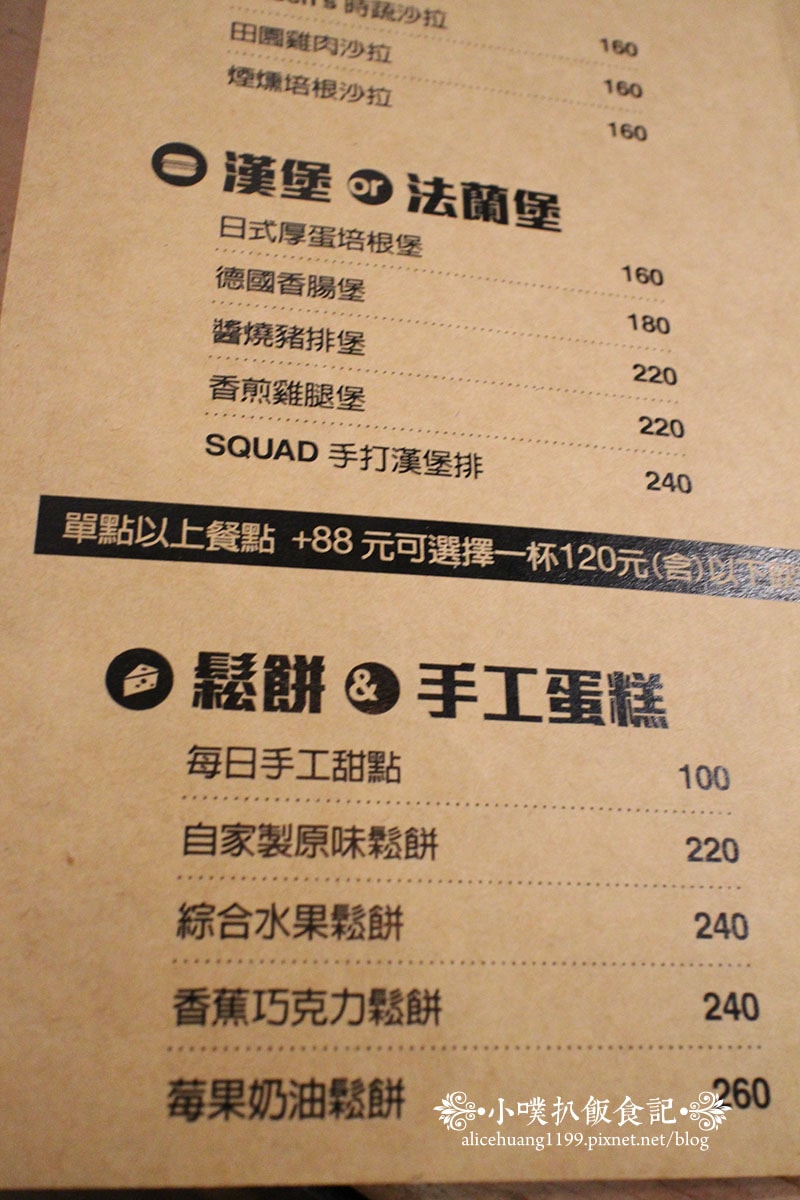 時蔬沙拉 160
田園雞肉沙拉 160
煙燻培根沙拉 160
漢堡 or 法蘭堡
日式厚蛋培根堡 160
德國香腸堡 180
醬燒豬排堡 220
香煎雞腿堡 220
SQUAD 手打漢堡排 240
單點以上餐點 +88 元可選擇一杯120元(含)以下
鬆餅 & 手工蛋糕
每日手工甜點 100
自家製原味鬆餅 220
綜合水果鬆餅 240
香蕉巧克力鬆餅 240
莓果奶油鬆餅 260
小噗扒飯食記
alicehuang1199.pixnet.net/blog